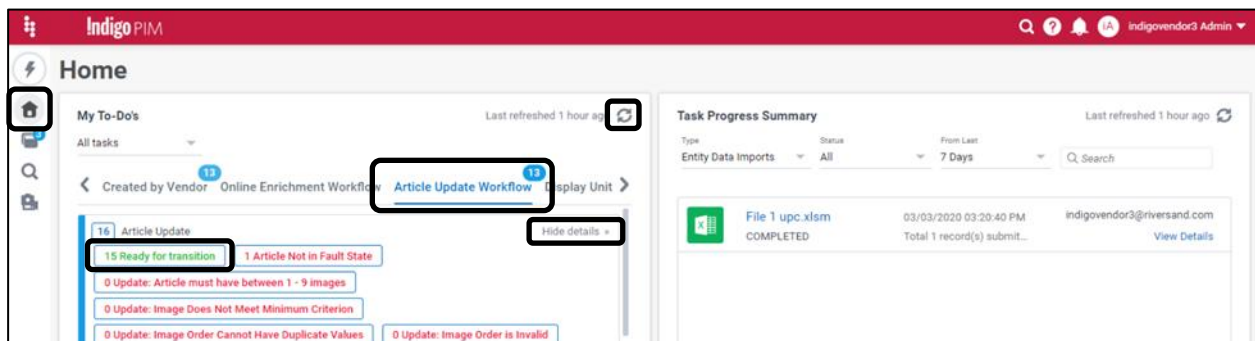 Indigo PIM
IA indigovendor3 Admin
Home
3
My To-Do's
Last refreshed 1 hour ago
All tasks
13
13
Created by Vendor Online Enrichment Workflow Article Update Workflow Display Unit
16 Article Update
Hide details »
15 Ready for transition 1 Article Not in Fault State
0 Update: Article must have between 1 - 9 images
0 Update: Image Does Not Meet Minimum Criterion
0 Update: Image Order Cannot Have Duplicate Values 0 Update: Image Order is Invalid
Task Progress Summary
Last refreshed 1 hour ago
Type Status From Last
Entity Data Imports All 7 Days Search
File 1 upc.xlsm 03/03/2020 03:20:40 PM indigovendor3@riversand.com
COMPLETED Total 1 record(s) submit... View Details